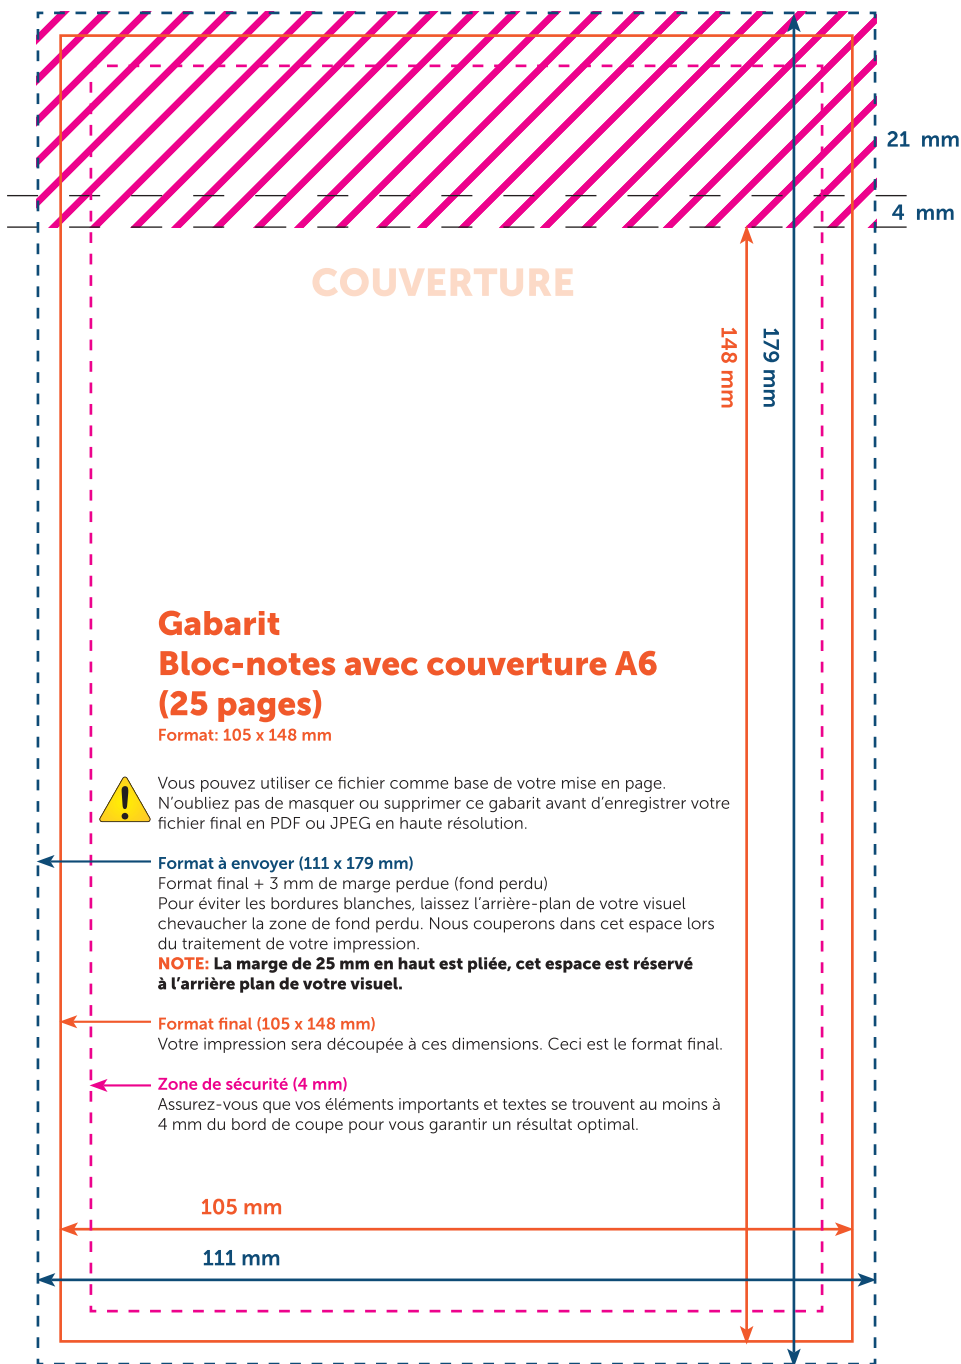 21 mm
4 mm
COUVERTURE
148 mm
179 mm
Gabarit
Bloc-notes avec couverture A6
(25 pages)
Format: 105 x 148 mm
Vous pouvez utiliser ce fichier comme base de votre mise en page.
N’oubliez pas de masquer ou supprimer ce gabarit avant d’enregistrer votre
fichier final en PDF ou JPEG en haute résolution.
Format à envoyer (111 x 179 mm)
Format final + 3 mm de marge perdue (fond perdu)
Pour éviter les bordures blanches, laissez l’arrière-plan de votre visuel
chevaucher la zone de fond perdu. Nous couperons dans cet espace lors
du traitement de votre impression.
NOTE: La marge de 25 mm en haut est pliée, cet espace est réservé
à l’arrière plan de votre visuel.
Format final (105 x 148 mm)
Votre impression sera découpée à ces dimensions. Ceci est le format final.
Zone de sécurité (4 mm)
Assurez-vous que vos éléments importants et textes se trouvent au moins à
4 mm du bord de coupe pour vous garantir un résultat optimal.
105 mm
111 mm